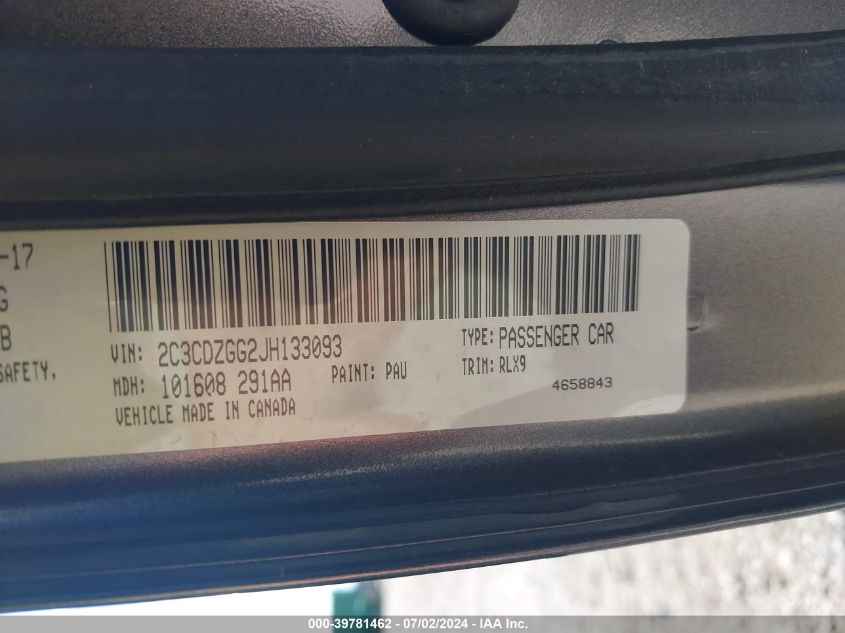 -17
G
B
SAFETY,
VIN: 2C3CDZGG2JH133093
TYPE: PASSENGER CAR
MDH: 101608 291AA
PAINT: PAU
TRIM: RLX9
VEHICLE MADE IN CANADA
4658843
000-39781462 - 07/02/2024 - IAA Inc.